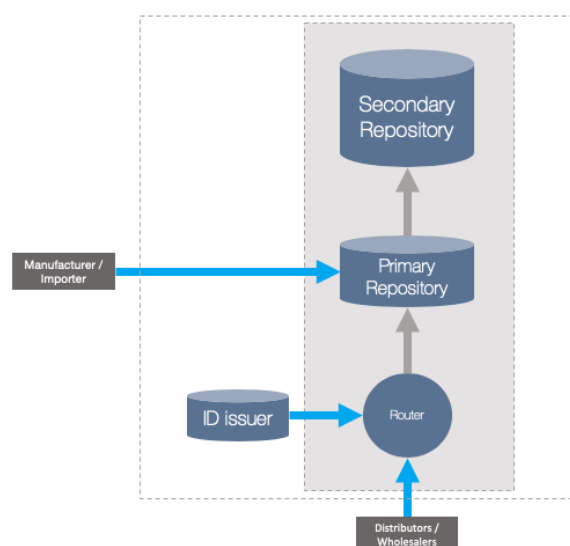 Secondary
Repository
Manufacturer /
Importer
Primary
Repository
ID issuer
Router
Distributors /
Wholesalers